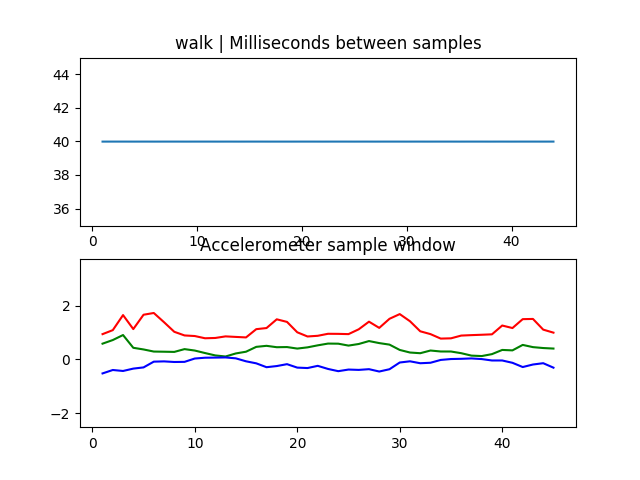 walk | Milliseconds between samples
44
42
40
38
36
0 10 20 30 40
Accelerometer sample window
2
0
−2
0 10 20 30 40